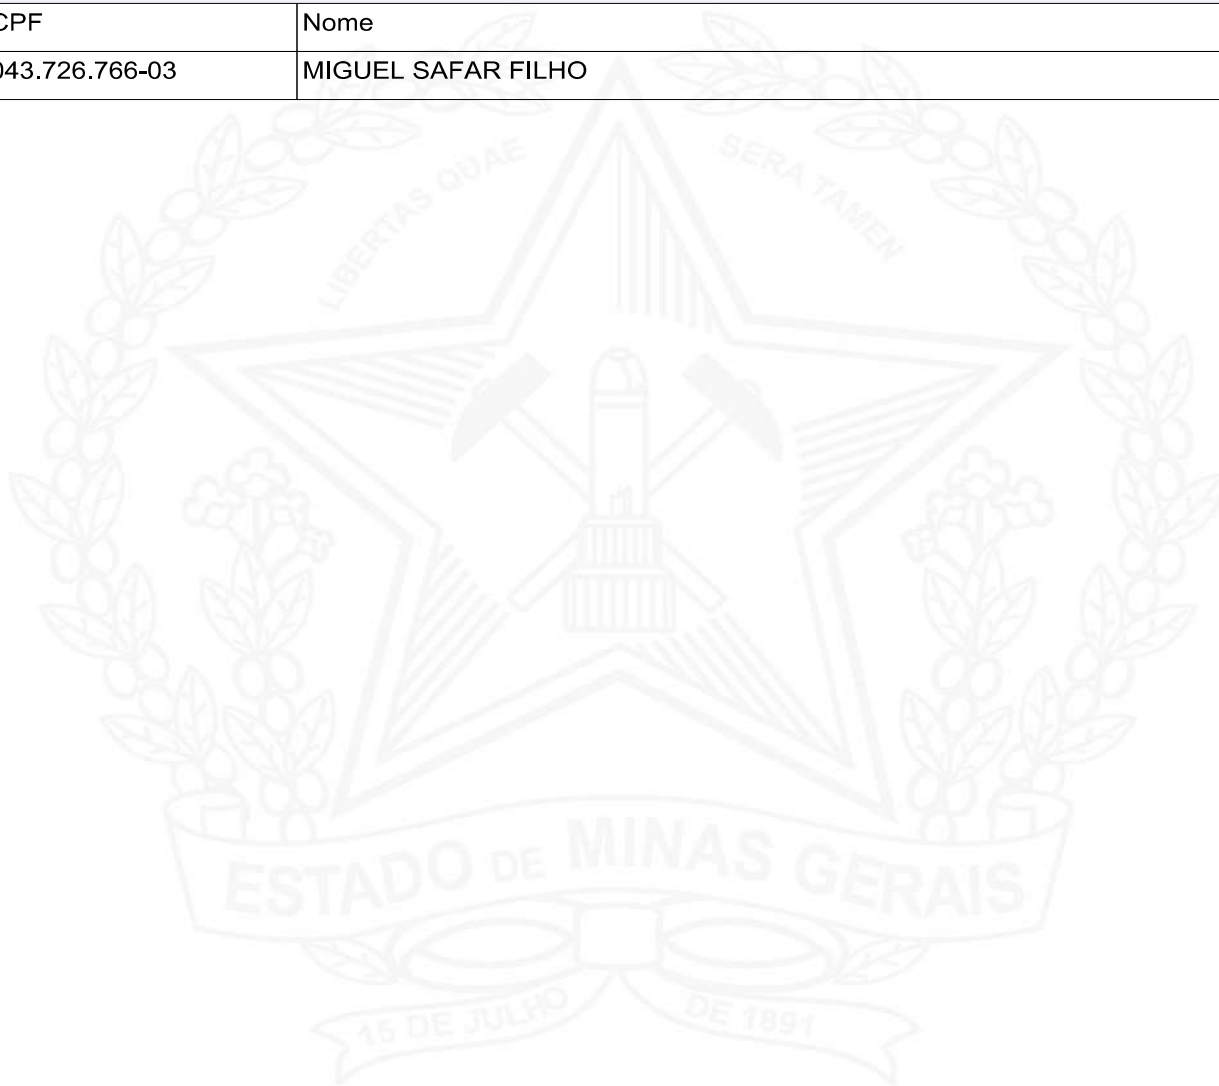 CPF Nome
043.726.766-03 MIGUEL SAFAR FILHO
LIBERTAS QUAE SERA TAMEN
ESTADO DE MINAS GERAIS
15 DE JULHO DE 1891